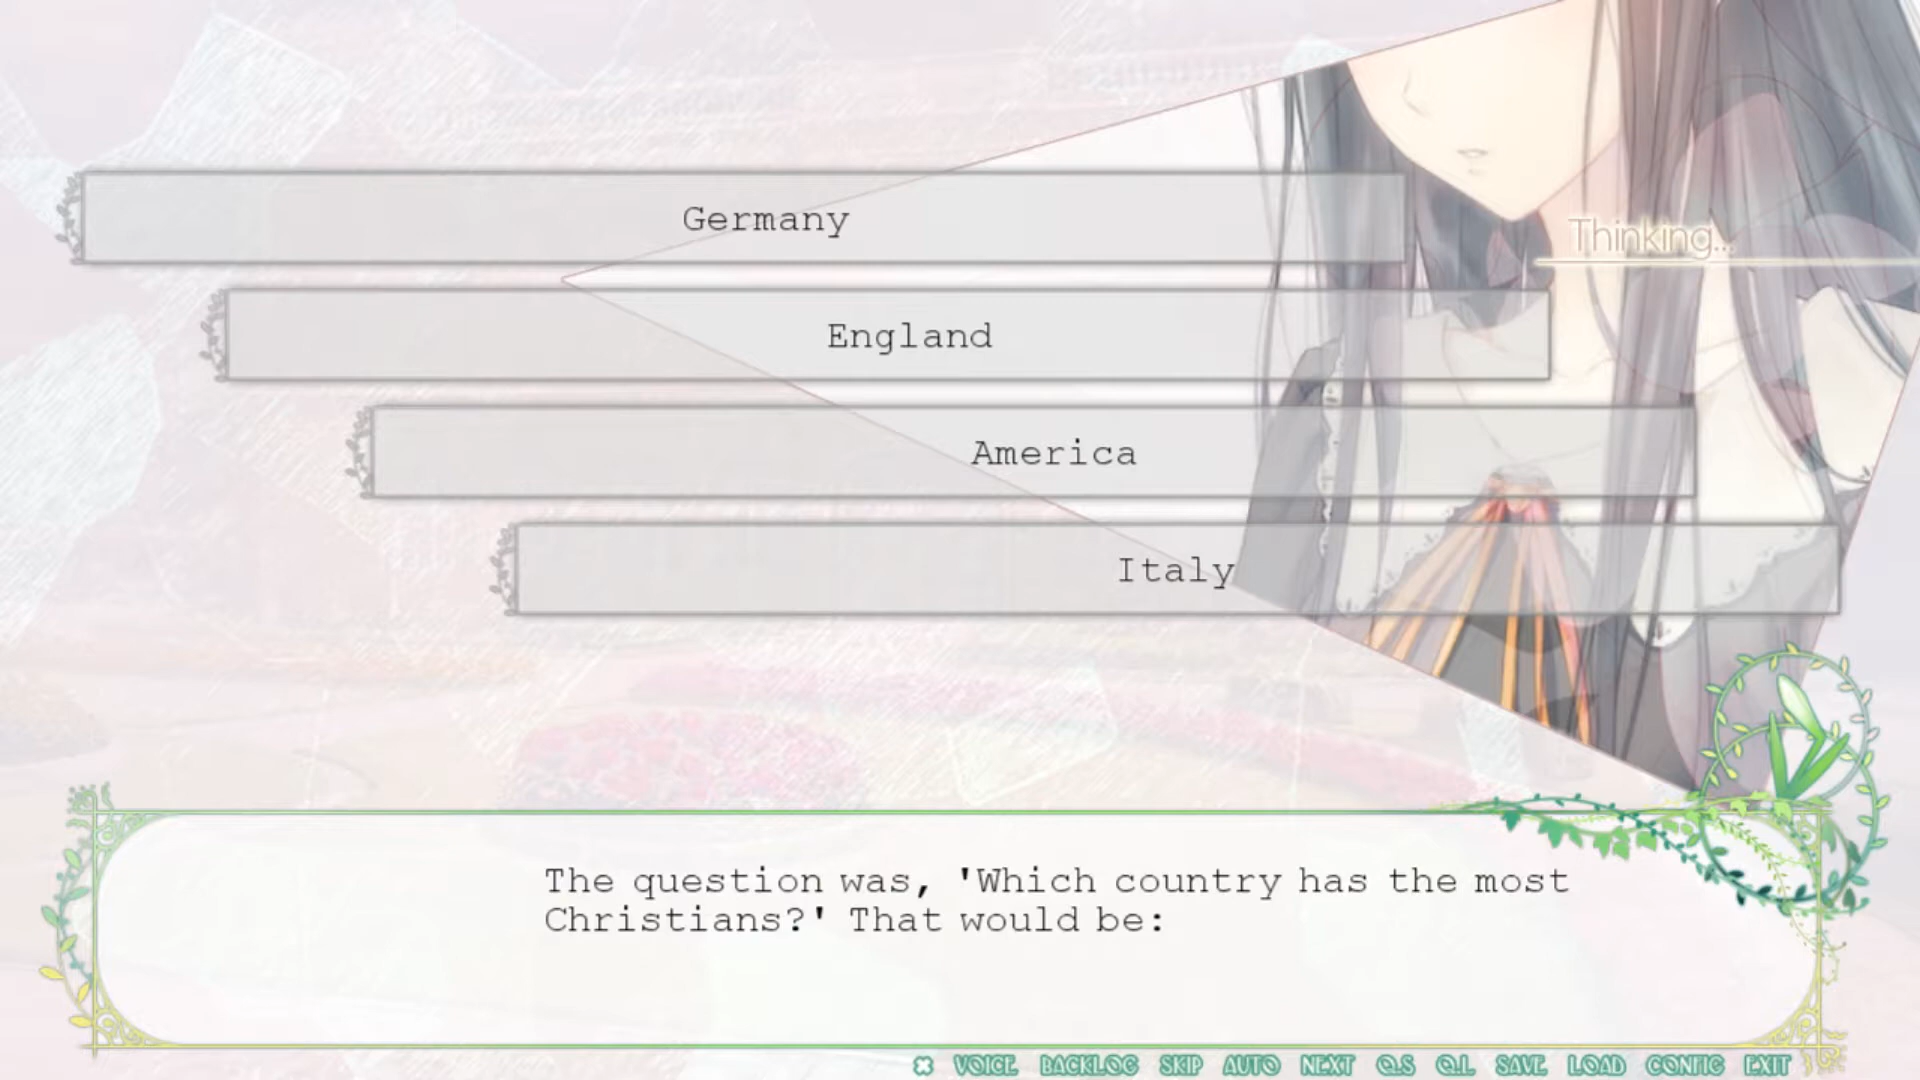 Germany
Thinking...
England
America
Italy
The question was, 'Which country has the most
Christians?' That would be:
✖ VOICE BACKLOG SKIP AUTO NEXT Q.S Q.L SAVE LOAD CONFIG EXIT